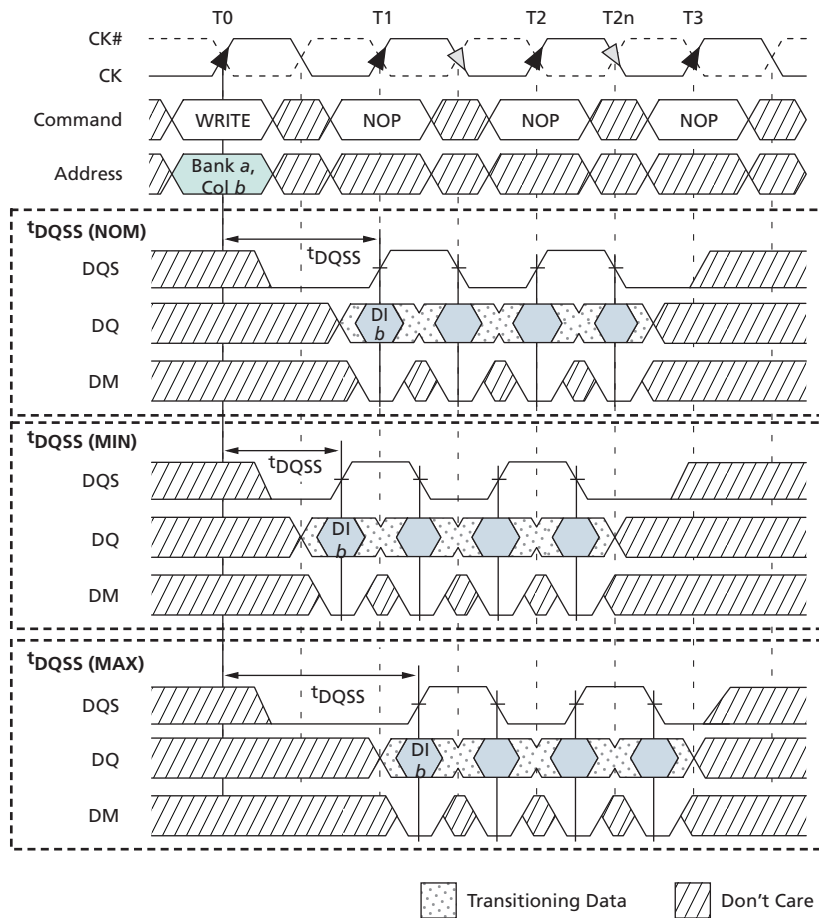 T0 T1 T2 T2n T3
CK#
CK
Command WRITE NOP NOP NOP
Address Bank a,
Col b
tDQSS (NOM)
tDQSS
DQS
DQ DI
b
DM
tDQSS (MIN)
tDQSS
DQS
DQ DI
b
DM
tDQSS (MAX)
tDQSS
DQS
DQ DI
b
DM
Transitioning Data Don't Care